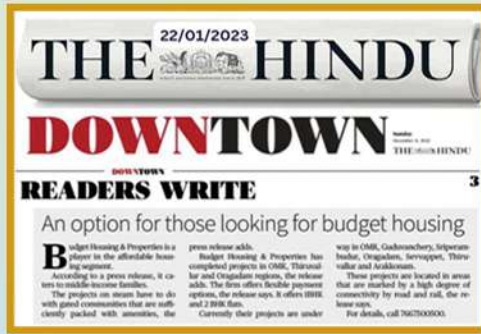 22/01/2023
THE HINDU
DOWNTOWN
THE HINDU
DOWNTOWN
READERS WRITE
3
An option for those looking for budget housing
Budget Housing & Properties is a
player in the affordable hous-
ing segment.
According to a press release, it ca-
ters to middle-income families.
The projects on steam have to do
with gated communities that are suf-
ficiently packed with amenities, the
press release adds.
Budget Housing & Properties has
completed projects in OMR, Thiruval-
lur and Oragadam regions, the release
adds. The firm offers flexible payment
options, the release says. It offers 1BHK
and 2 BHK flats.
Currently their projects are under
way in OMR, Guduvanchery, Sriperum-
budur, Oragadam, Sevvappet, Thiru-
vallur and Arakkonam.
These projects are located in areas
that are marked by a high degree of
connectivity by road and rail, the re-
lease says.
For details, call 7667500500.